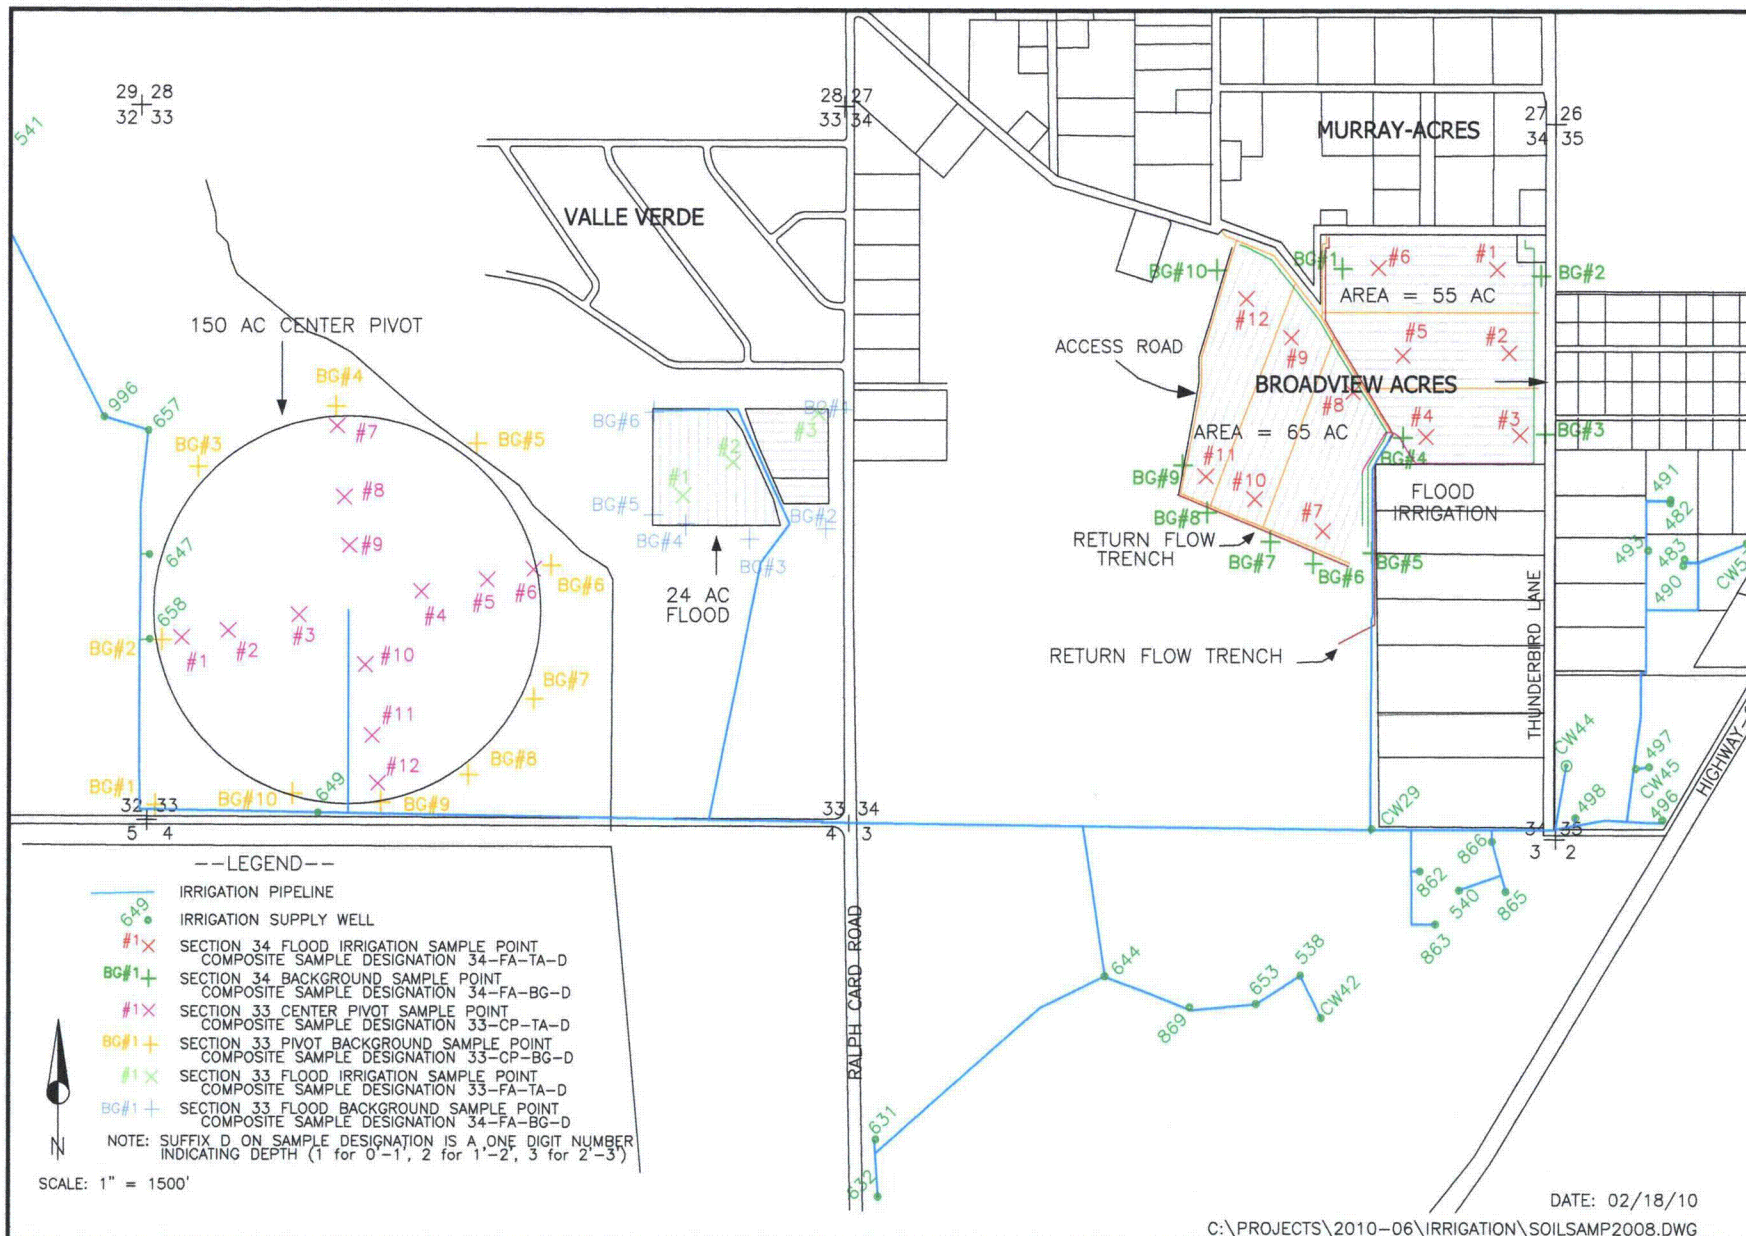 29 28
32 33
28 27
33 34
27 26
34 35
541
MURRAY-ACRES
VALLE VERDE
150 AC CENTER PIVOT
BG#4
BG#3
BG#5
#7
#8
#9
996
657
647
658
BG#2
#1
#2
#3
#4
#5
#6
BG#6
#10
BG#7
#11
#12
BG#8
BG#9
BG#10
BG#1
649
BG#6
BG#1
#3
#2
#1
BG#5
BG#4
BG#2
BG#3
24 AC
FLOOD
BG#10
BG#1
#6
#1
BG#2
AREA = 55 AC
#12
#9
#5
#2
ACCESS ROAD
BROADVIEW ACRES
#8
#4
#3
BG#3
AREA = 65 AC
BG#4
BG#9
#11
#10
#7
BG#8
BG#7
BG#6
BG#5
RETURN FLOW
TRENCH
RETURN FLOW TRENCH
FLOOD
IRRIGATION
THUNDERBIRD LANE
491
482
493
483
490
CW44
497
CW45
498
496
HIGHWAY-
CW29
32 33
5 4
33 34
4 3
34 35
3 2
866
862
540
865
863
644
869
653
538
CW42
631
632
RALPH CARD ROAD
--LEGEND--
IRRIGATION PIPELINE
649
IRRIGATION SUPPLY WELL
#1 SECTION 34 FLOOD IRRIGATION SAMPLE POINT
COMPOSITE SAMPLE DESIGNATION 34-FA-TA-D
BG#1 SECTION 34 BACKGROUND SAMPLE POINT
COMPOSITE SAMPLE DESIGNATION 34-FA-BG-D
#1 SECTION 33 CENTER PIVOT SAMPLE POINT
COMPOSITE SAMPLE DESIGNATION 33-CP-TA-D
BG#1 SECTION 33 PIVOT BACKGROUND SAMPLE POINT
COMPOSITE SAMPLE DESIGNATION 33-CP-BG-D
#1 SECTION 33 FLOOD IRRIGATION SAMPLE POINT
COMPOSITE SAMPLE DESIGNATION 33-FA-TA-D
BG#1 SECTION 33 FLOOD BACKGROUND SAMPLE POINT
COMPOSITE SAMPLE DESIGNATION 34-FA-BG-D
NOTE: SUFFIX D ON SAMPLE DESIGNATION IS A ONE DIGIT NUMBER
INDICATING DEPTH (1 for 0'-1', 2 for 1'-2', 3 for 2'-3')
N
SCALE: 1" = 1500'
DATE: 02/18/10
C:\PROJECTS\2010-06\IRRIGATION\SOILSAMP2008.DWG